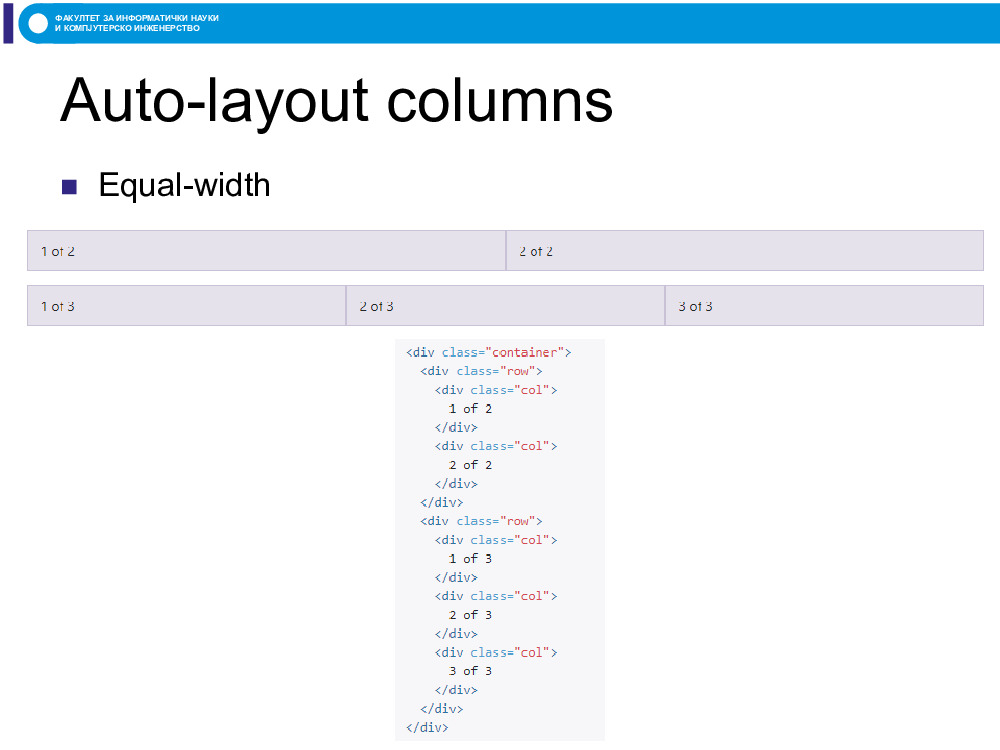 ФАКУЛТЕТ ЗА ИНФОРМАТИЧКИ НАУКИ
И КОМПЈУТЕРСКО ИНЖЕНЕРСТВО
Auto-layout columns
Equal-width
1 of 2 2 of 2
1 of 3 2 of 3 3 of 3
<div class="container">
  <div class="row">
    <div class="col">
      1 of 2
    </div>
    <div class="col">
      2 of 2
    </div>
  </div>
  <div class="row">
    <div class="col">
      1 of 3
    </div>
    <div class="col">
      2 of 3
    </div>
    <div class="col">
      3 of 3
    </div>
  </div>
</div>